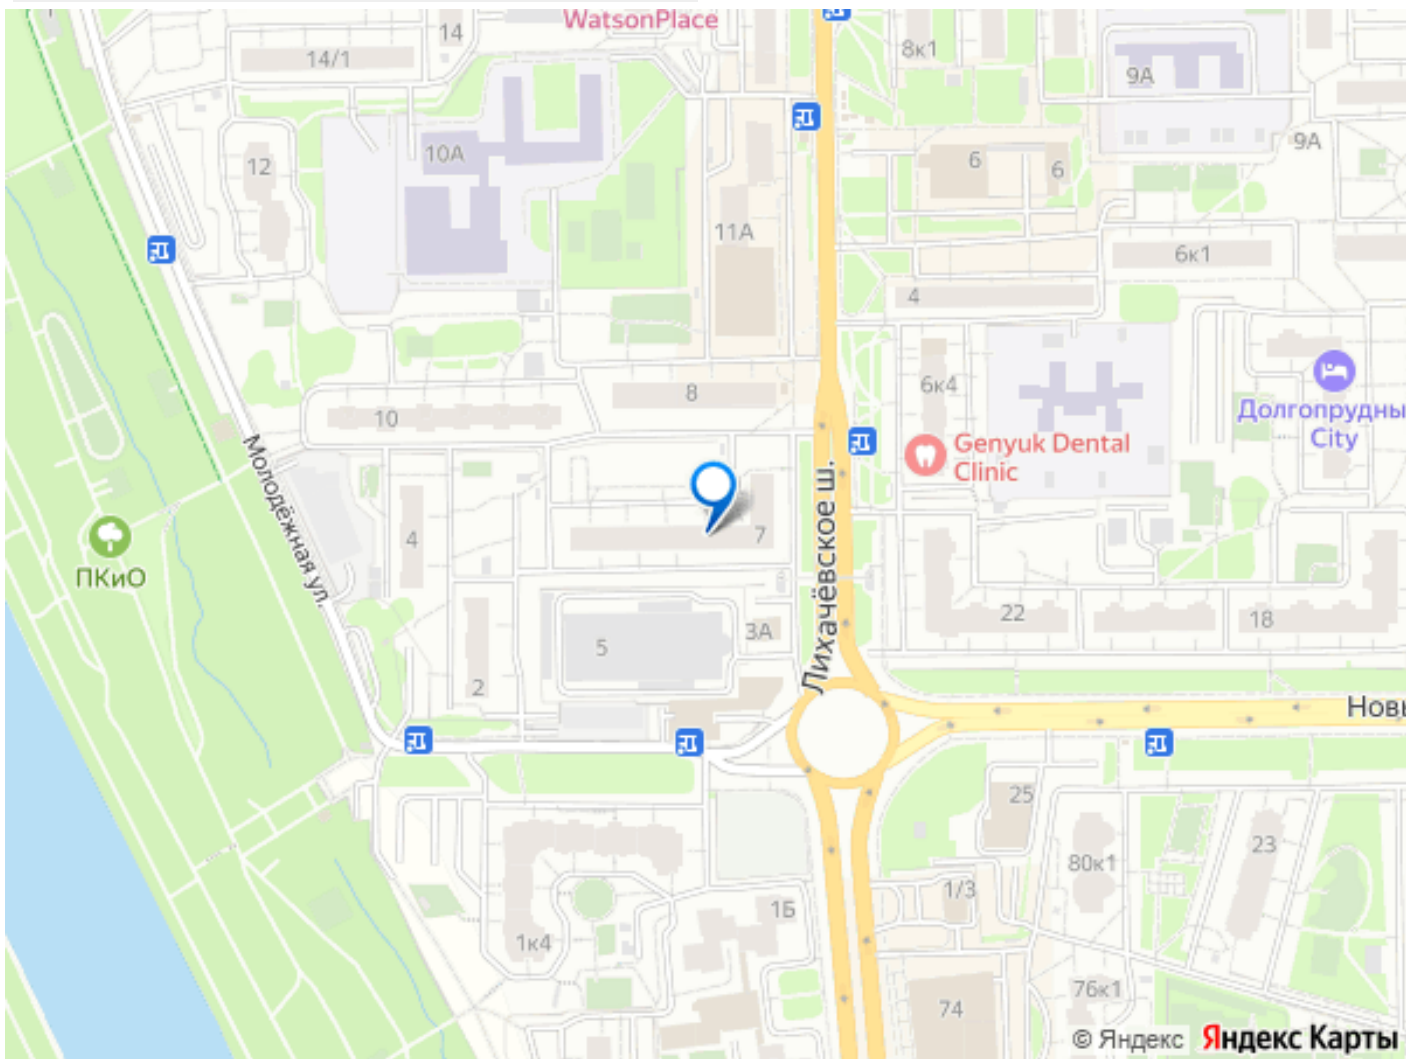 WatsonPlace
14
8к1
14/1
9А
10А
12
6
6
9А
11А
6к1
4
Долгопрудны
City
6к4
8
10
Genyuk Dental
Clinic
Молодёжная ул.
Лихачёвское ш.
4
7
ПКиО
22
18
3А
5
2
Новы
25
23
80к1
1/3
1Б
1к4
76к1
74
© Яндекс Яндекс Карты